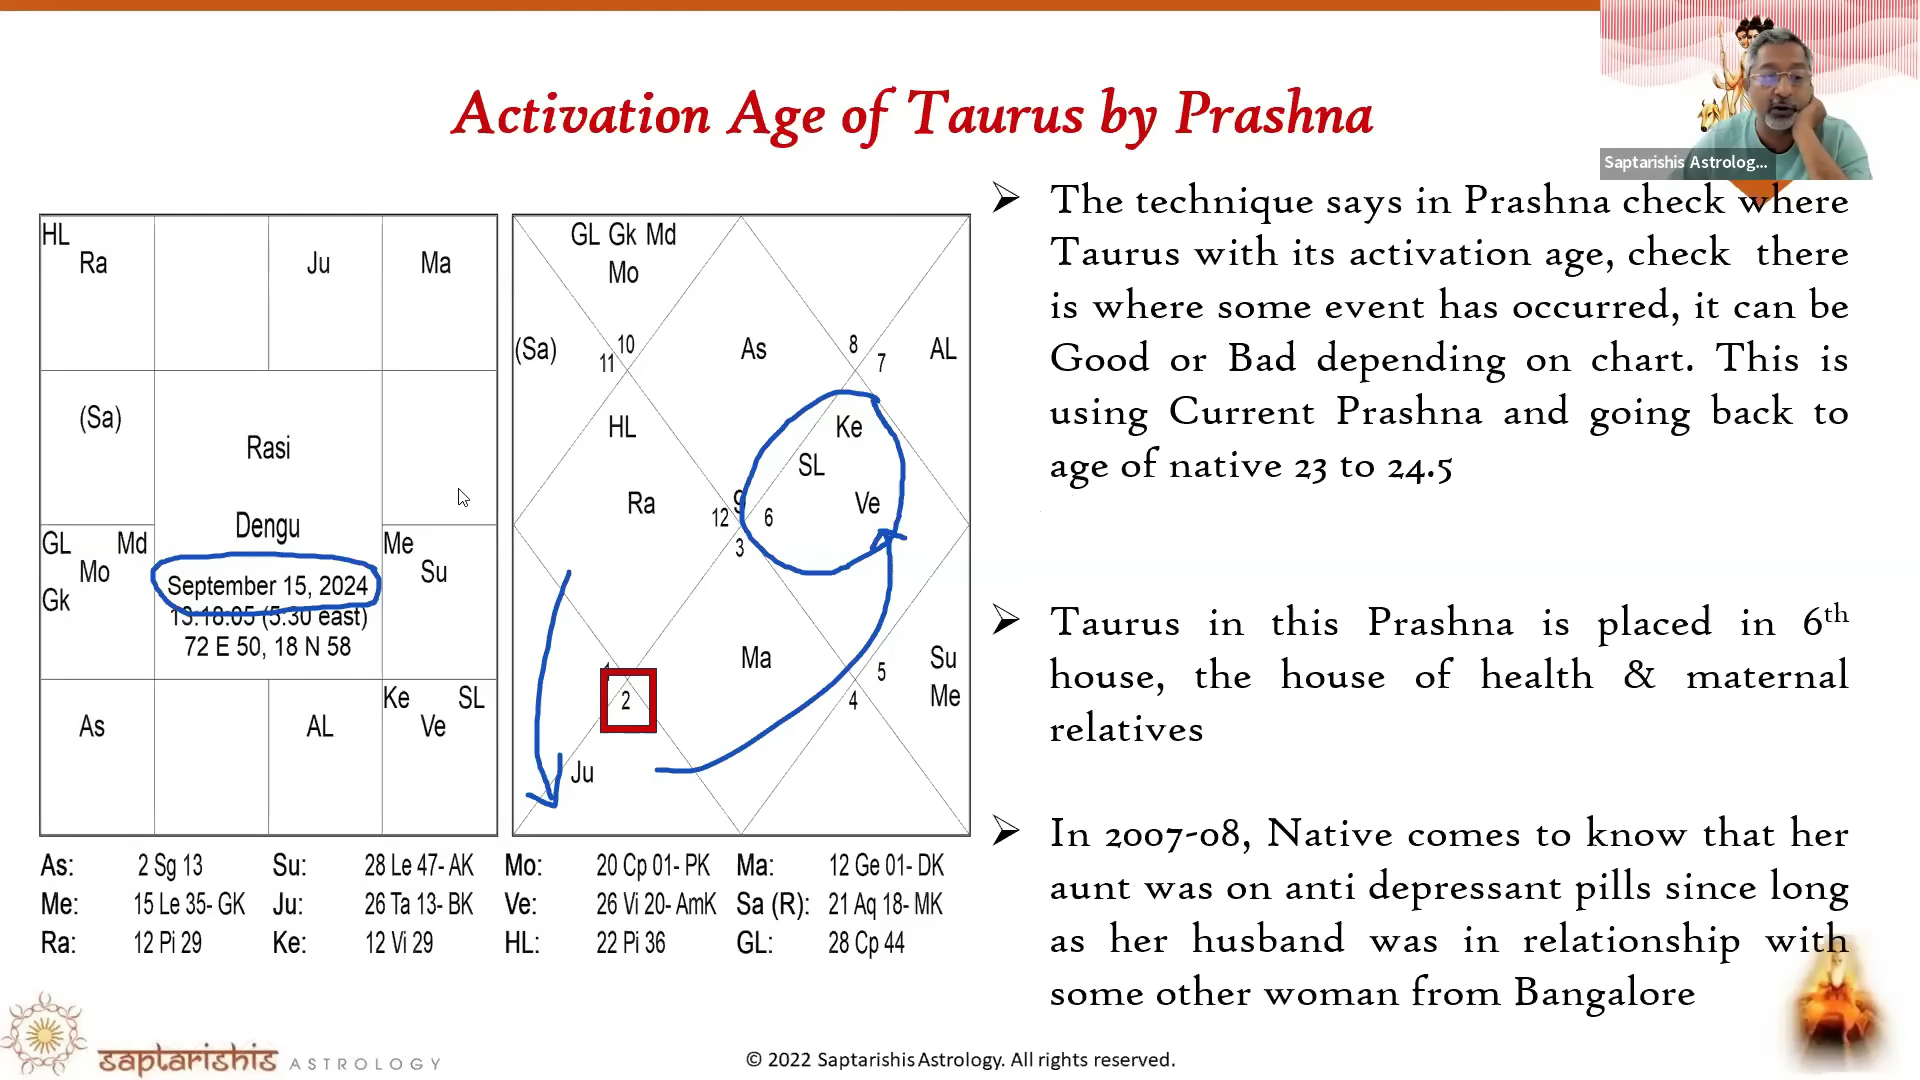 Activation Age of Taurus by Prashna
Saptarishis Astrolog...
HL
Ra
Ju
Ma
(Sa)
Rasi
Dengu
September 15, 2024
13:18:05 (5:30 east)
72 E 50, 18 N 58
GL Md
Mo
Gk
Me
Su
As
AL
Ke SL
Ve
GL Gk Md
Mo
(Sa)
10
11
As
8
7
AL
HL
Ke
SL
Ra
12
6
Ve
3
Ma
2
5
4
Su
Me
Ju
As: 2 Sg 13 Su: 28 Le 47- AK Mo: 20 Cp 01- PK Ma: 12 Ge 01- DK
Me: 15 Le 35- GK Ju: 26 Ta 13- BK Ve: 26 Vi 20- AmK Sa (R): 21 Aq 18- MK
Ra: 12 Pi 29 Ke: 12 Vi 29 HL: 22 Pi 36 GL: 28 Cp 44
The technique says in Prashna check where
Taurus with its activation age, check there
is where some event has occurred, it can be
Good or Bad depending on chart. This is
using Current Prashna and going back to
age of native 23 to 24.5
Taurus in this Prashna is placed in 6th
house, the house of health & maternal
relatives
In 2007-08, Native comes to know that her
aunt was on anti depressant pills since long
as her husband was in relationship with
some other woman from Bangalore
saptarishis ASTROLOGY
© 2022 Saptarishis Astrology. All rights reserved.